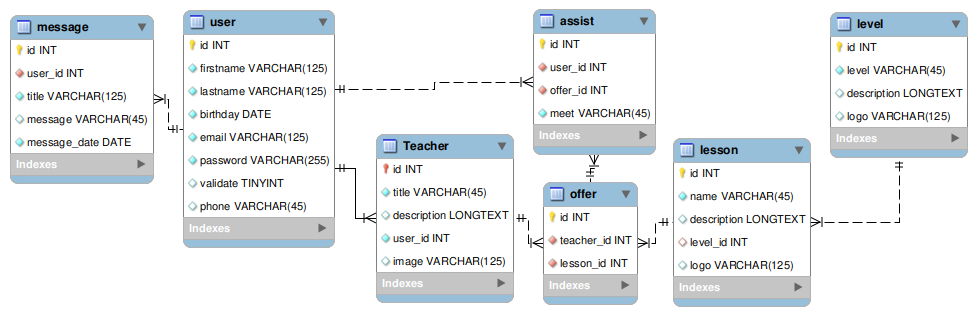 message
id INT
user_id INT
title VARCHAR(125)
message VARCHAR(45)
message_date DATE
Indexes
user
id INT
firstname VARCHAR(125)
lastname VARCHAR(125)
birthday DATE
email VARCHAR(125)
password VARCHAR(255)
validate TINYINT
phone VARCHAR(45)
Indexes
Teacher
id INT
title VARCHAR(45)
description LONGTEXT
user_id INT
image VARCHAR(125)
Indexes
assist
id INT
user_id INT
offer_id INT
meet VARCHAR(45)
Indexes
offer
id INT
teacher_id INT
lesson_id INT
Indexes
lesson
id INT
name VARCHAR(45)
description LONGTEXT
level_id INT
logo VARCHAR(125)
Indexes
level
id INT
level VARCHAR(45)
description LONGTEXT
logo VARCHAR(125)
Indexes